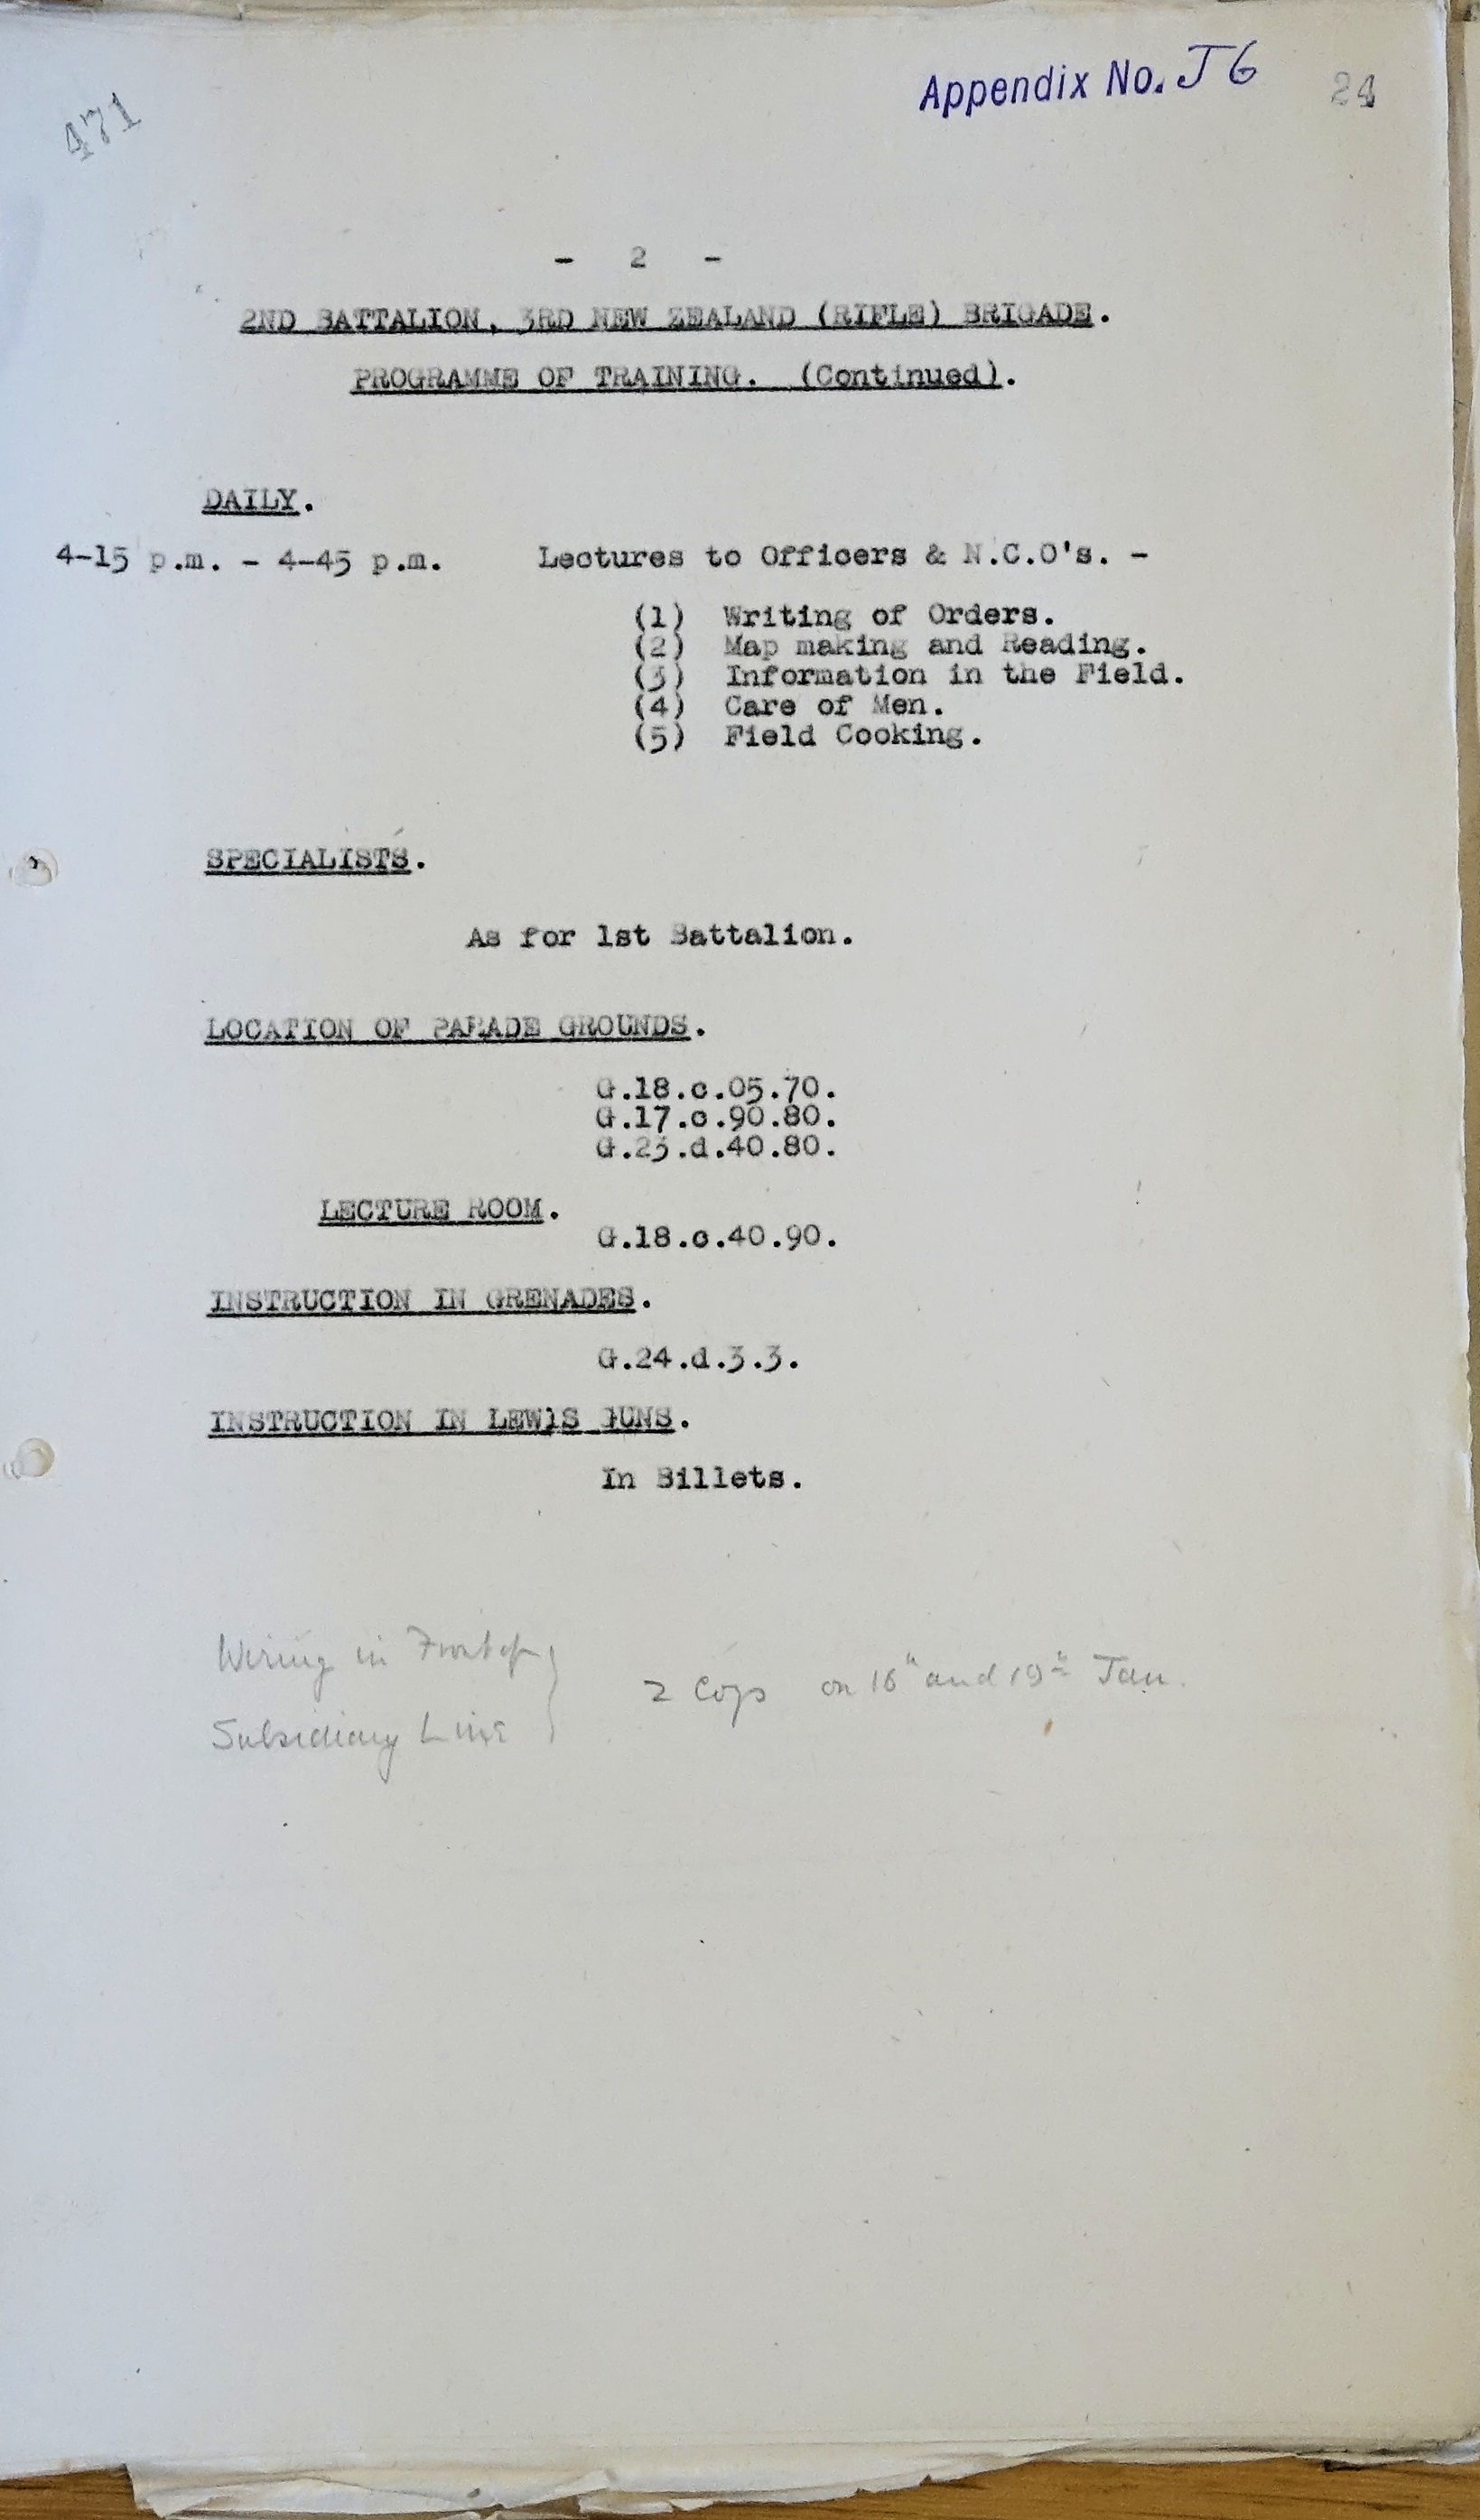 471
Appendix No. J6
24
- 2 -
2ND BATTALION, 3RD NEW ZEALAND (RIFLE) BRIGADE.
PROGRAMME OF TRAINING. (Continued).
DAILY.
4-15 p.m. - 4-45 p.m. Lectures to Officers & N.C.O's. -
(1) Writing of Orders.
(2) Map making and Reading.
(3) Information in the Field.
(4) Care of Men.
(5) Field Cooking.
SPECIALISTS.
As for 1st Battalion.
LOCATION OF PARADE GROUNDS.
G.18.c.05.70.
G.17.c.90.80.
G.23.d.40.80.
LECTURE ROOM.
G.18.c.40.90.
INSTRUCTION IN GRENADES.
G.24.d.3.3.
INSTRUCTION IN LEWIS GUNS.
In Billets.
Wiring in Front of
Subsidiary Line } 2 Coys on 16th and 19th Jan.